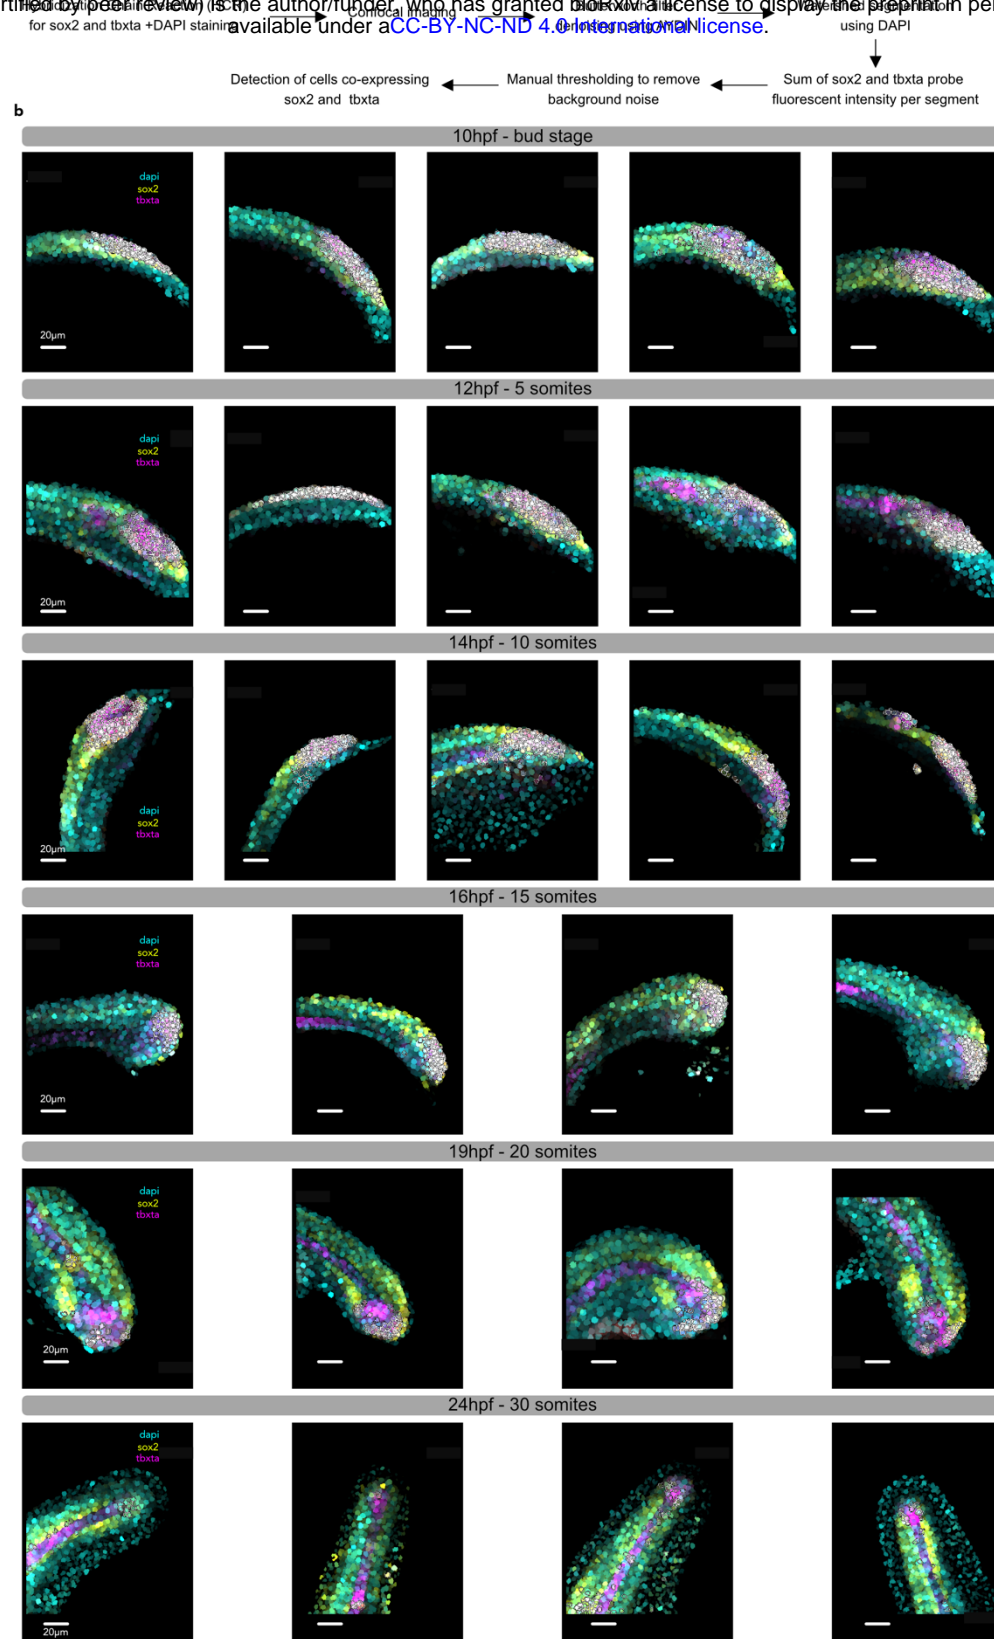 available under aCC-BY-NC-ND 4.0 International license.
for sox2 and tbxta +DAPI staining
using DAPI
Detection of cells co-expressing
sox2 and tbxta
Manual thresholding to remove
background noise
Sum of sox2 and tbxta probe
fluorescent intensity per segment
b
10hpf - bud stage
dapi
sox2
tbxta
20µm
12hpf - 5 somites
dapi
sox2
tbxta
20µm
14hpf - 10 somites
dapi
sox2
tbxta
20µm
16hpf - 15 somites
dapi
sox2
tbxta
20µm
19hpf - 20 somites
dapi
sox2
tbxta
20µm
24hpf - 30 somites
dapi
sox2
tbxta
20µm